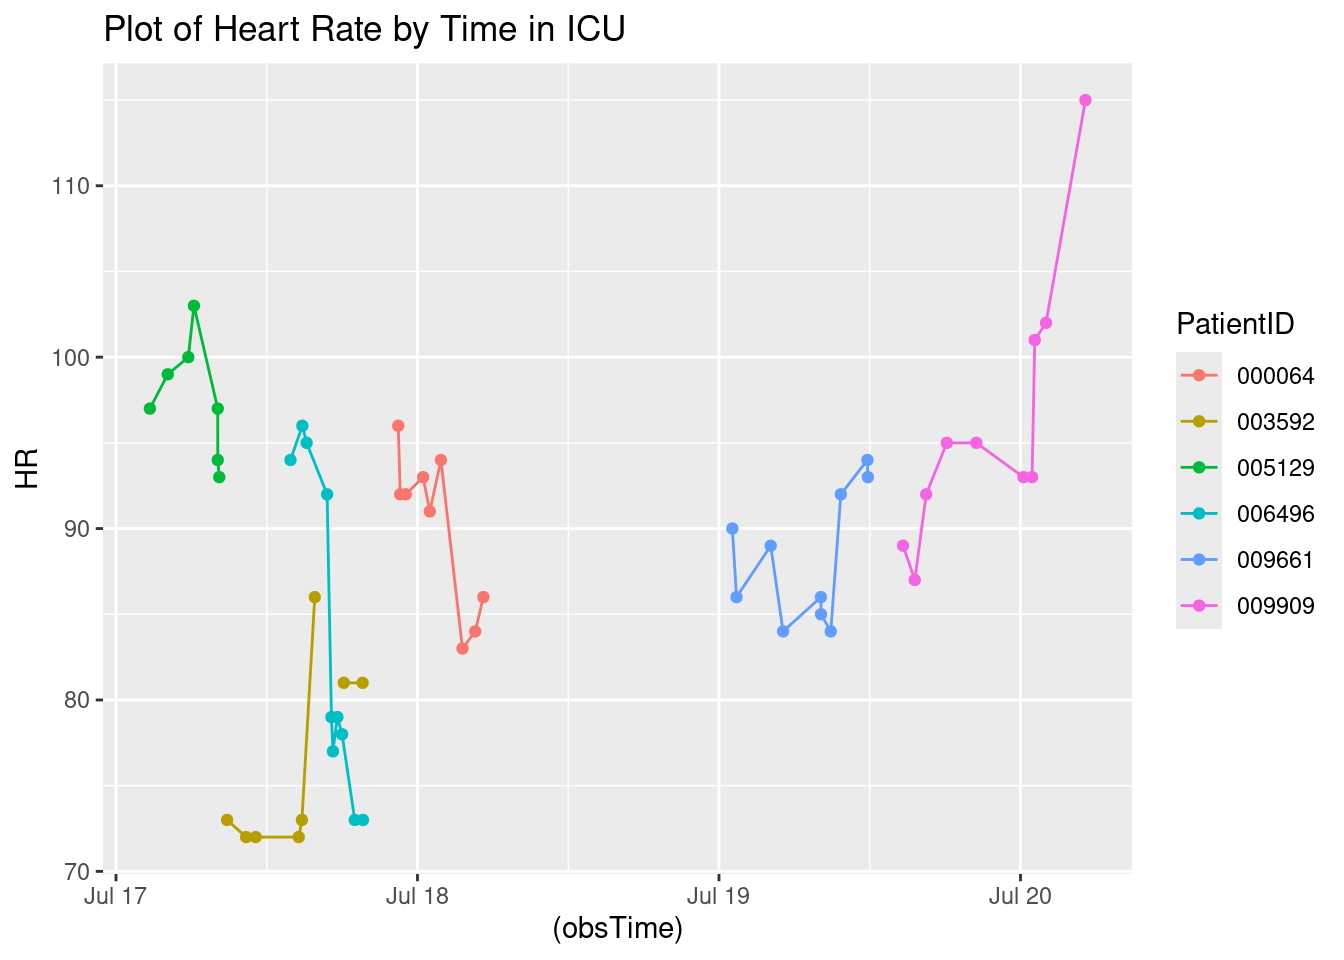 Plot of Heart Rate by Time in ICU
HR
110
100
90
80
70
Jul 17
Jul 18
Jul 19
Jul 20
(obsTime)
PatientID
000064
003592
005129
006496
009661
009909